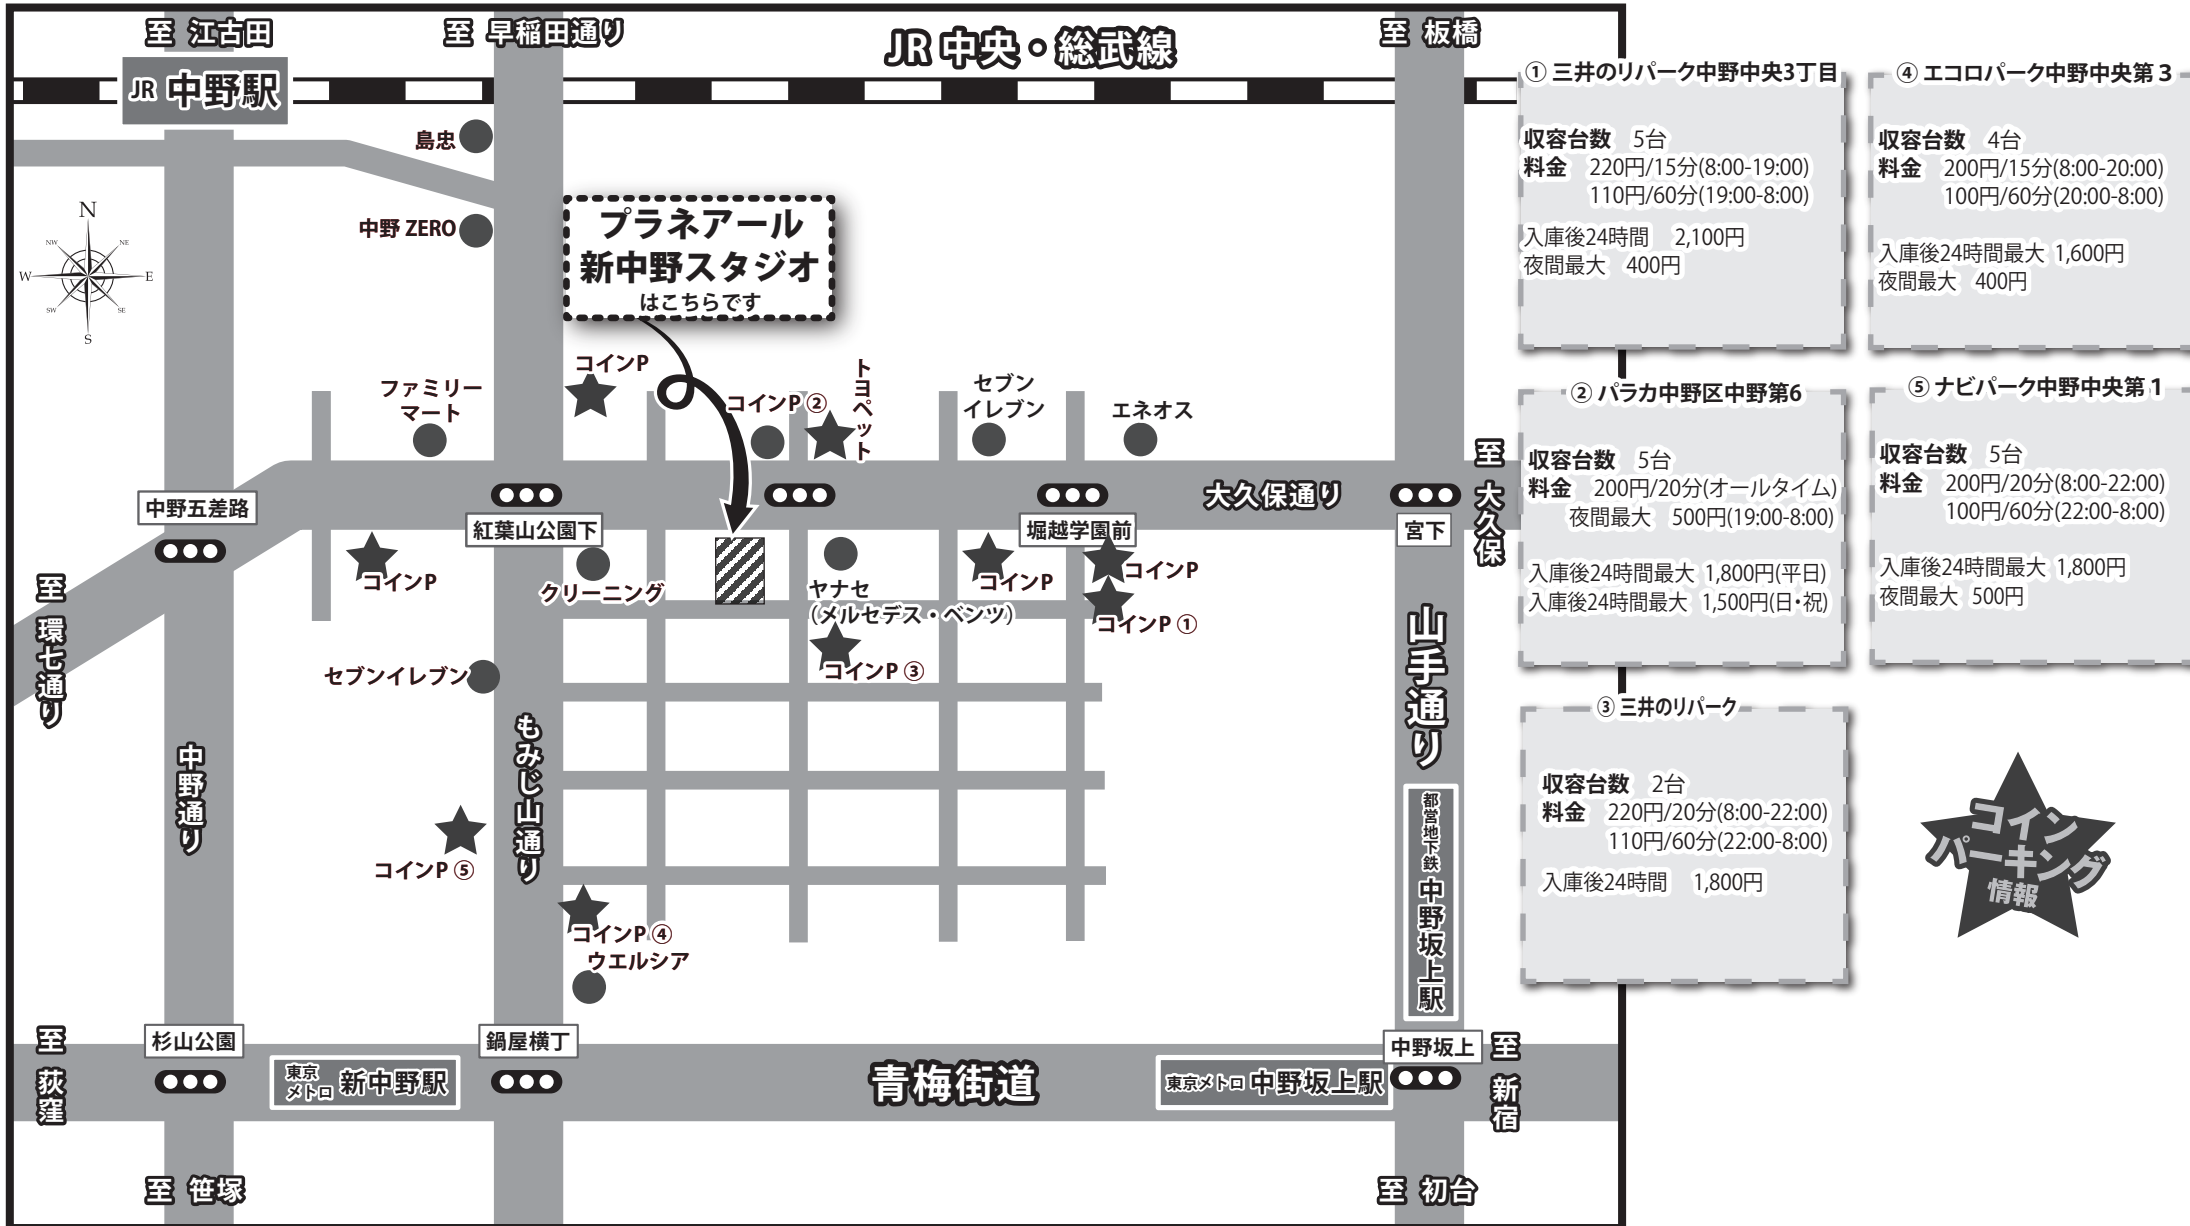 至 江古田
至 早稲田通り
JR 中央・総武線
至 板橋
JR 中野駅
島忠
中野 ZERO
N
NW
NE
W
E
SW
SE
S
プラネアール
新中野スタジオ
はこちらです
コインP
ファミリー
マート
コインP ②
トヨペット
セブン
イレブン
エネオス
至 大久保
大久保通り
中野五差路
紅葉山公園下
堀越学園前
宮下
コインP
クリーニング
ヤナセ
（メルセデス・ベンツ）
コインP
コインP
コインP ①
コインP ③
至 環七通り
セブンイレブン
山手通り
もみじ山通り
中野通り
コインP ⑤
コインP ④
ウエルシア
都営地下鉄 中野坂上駅
至 荻窪
杉山公園
東京
メトロ 新中野駅
鍋屋横丁
青梅街道
東京メトロ 中野坂上駅
中野坂上
至 新宿
至 笹塚
至 初台
① 三井のリパーク中野中央3丁目
収容台数 5台
料金 220円/15分(8:00-19:00)
110円/60分(19:00-8:00)
入庫後24時間 2,100円
夜間最大 400円
④ エコロパーク中野中央第３
収容台数 4台
料金 200円/15分(8:00-20:00)
100円/60分(20:00-8:00)
入庫後24時間最大 1,600円
夜間最大 400円
② パラカ中野区中野第6
収容台数 5台
料金 200円/20分(オールタイム)
夜間最大 500円(19:00-8:00)
入庫後24時間最大 1,800円(平日)
入庫後24時間最大 1,500円(日・祝)
⑤ ナビパーク中野中央第１
収容台数 5台
料金 200円/20分(8:00-22:00)
100円/60分(22:00-8:00)
入庫後24時間最大 1,800円
夜間最大 500円
③ 三井のリパーク
収容台数 2台
料金 220円/20分(8:00-22:00)
110円/60分(22:00-8:00)
入庫後24時間 1,800円
コイン
パーキング
情報